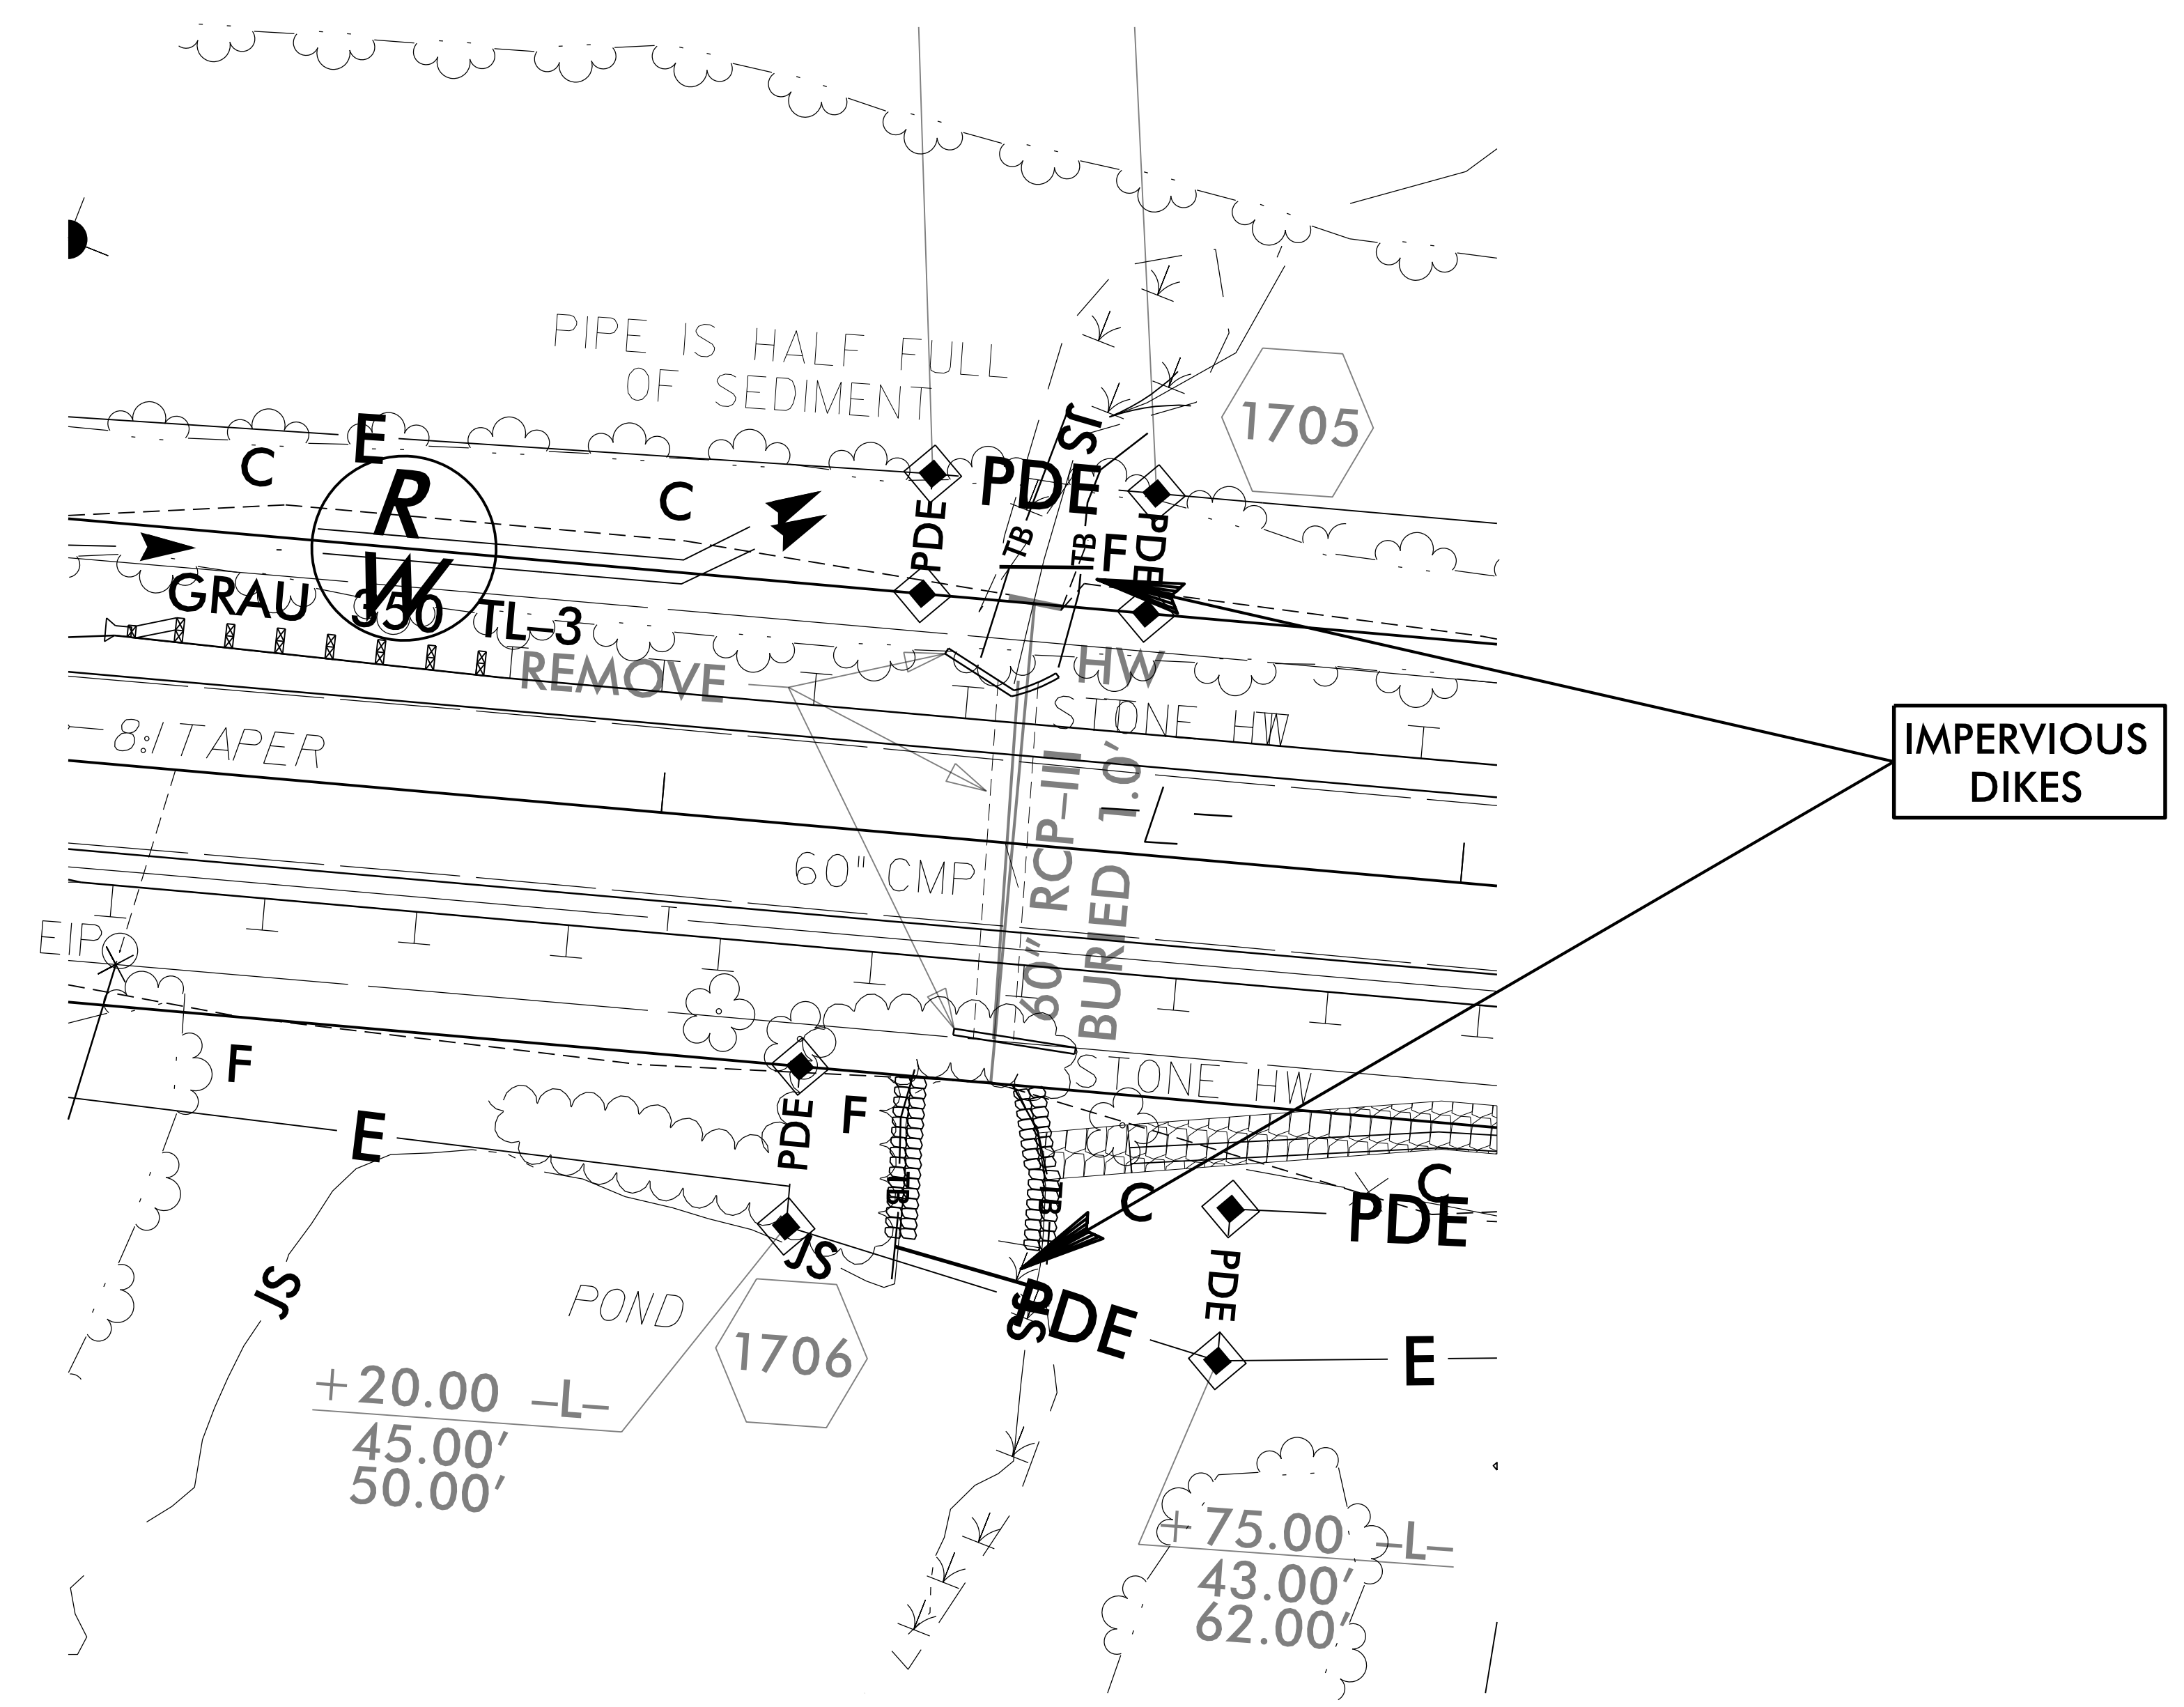 PIPE IS HALF FULL
OF SEDIMENT
1705
E
C
R
W
C
JS
PDE
PDE
PDE
TB
TB
F
GRAU 350 TL-3
REMOVE
HW
STONE HW
IMPERVIOUS
DIKES
8:1 TAPER
60" RCP-III
BURIED 1.0'
L
60" CMP
EIP
STONE HW
F
E
PDE
F
TB
TB
C
C
PDE
PDE
JS
JS
JS
PDE
POND
1706
E
+20.00 -L-
45.00'
50.00'
+75.00 -L-
43.00'
62.00'